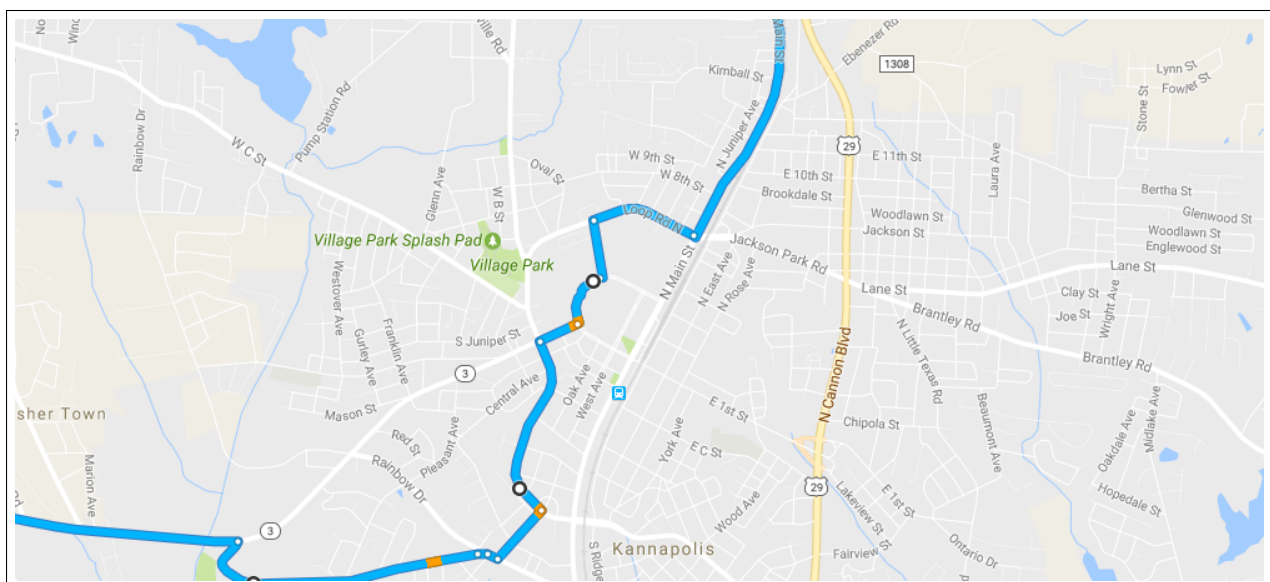 No
Wind
ville Rd
Main St
Ebenezer Rd
1308
Kimball St
Lynn St
Fowler St
Stone St
Rainbow Dr
Pump Station Rd
N Juniper Ave
W C St
29
E 11th St
Laura Ave
Oval St
W 9th St
W 8th St
E 10th St
Brookdale St
Bertha St
Glenn Ave
W B St
Loop Rd N
Woodlawn St
Jackson St
Glenwood St
Woodlawn St
Englewood St
Village Park Splash Pad
Village Park
Jackson Park Rd
N Main St
N East Ave
N Rose Ave
Lane St
Lane St
Clay St
Joe St
Wright Ave
Westover Ave
Gurley Ave
Franklin Ave
S Juniper St
Brantley Rd
Brantley Rd
N Little Texas Rd
N Cannon Blvd
3
Central Ave
Oak Ave
West Ave
sher Town
Mason St
E 1st St
Chipola St
Beaumont Ave
Oakdale Ave
Midlake Ave
Red St
Pleasant Ave
York Ave
E C St
Rainbow Dr
Marion Ave
Rd
Wood Ave
29
Lakeview St
E 1st St
Hopedale St
3
S Ridge
Kannapolis
Fairview
Ontario Dr